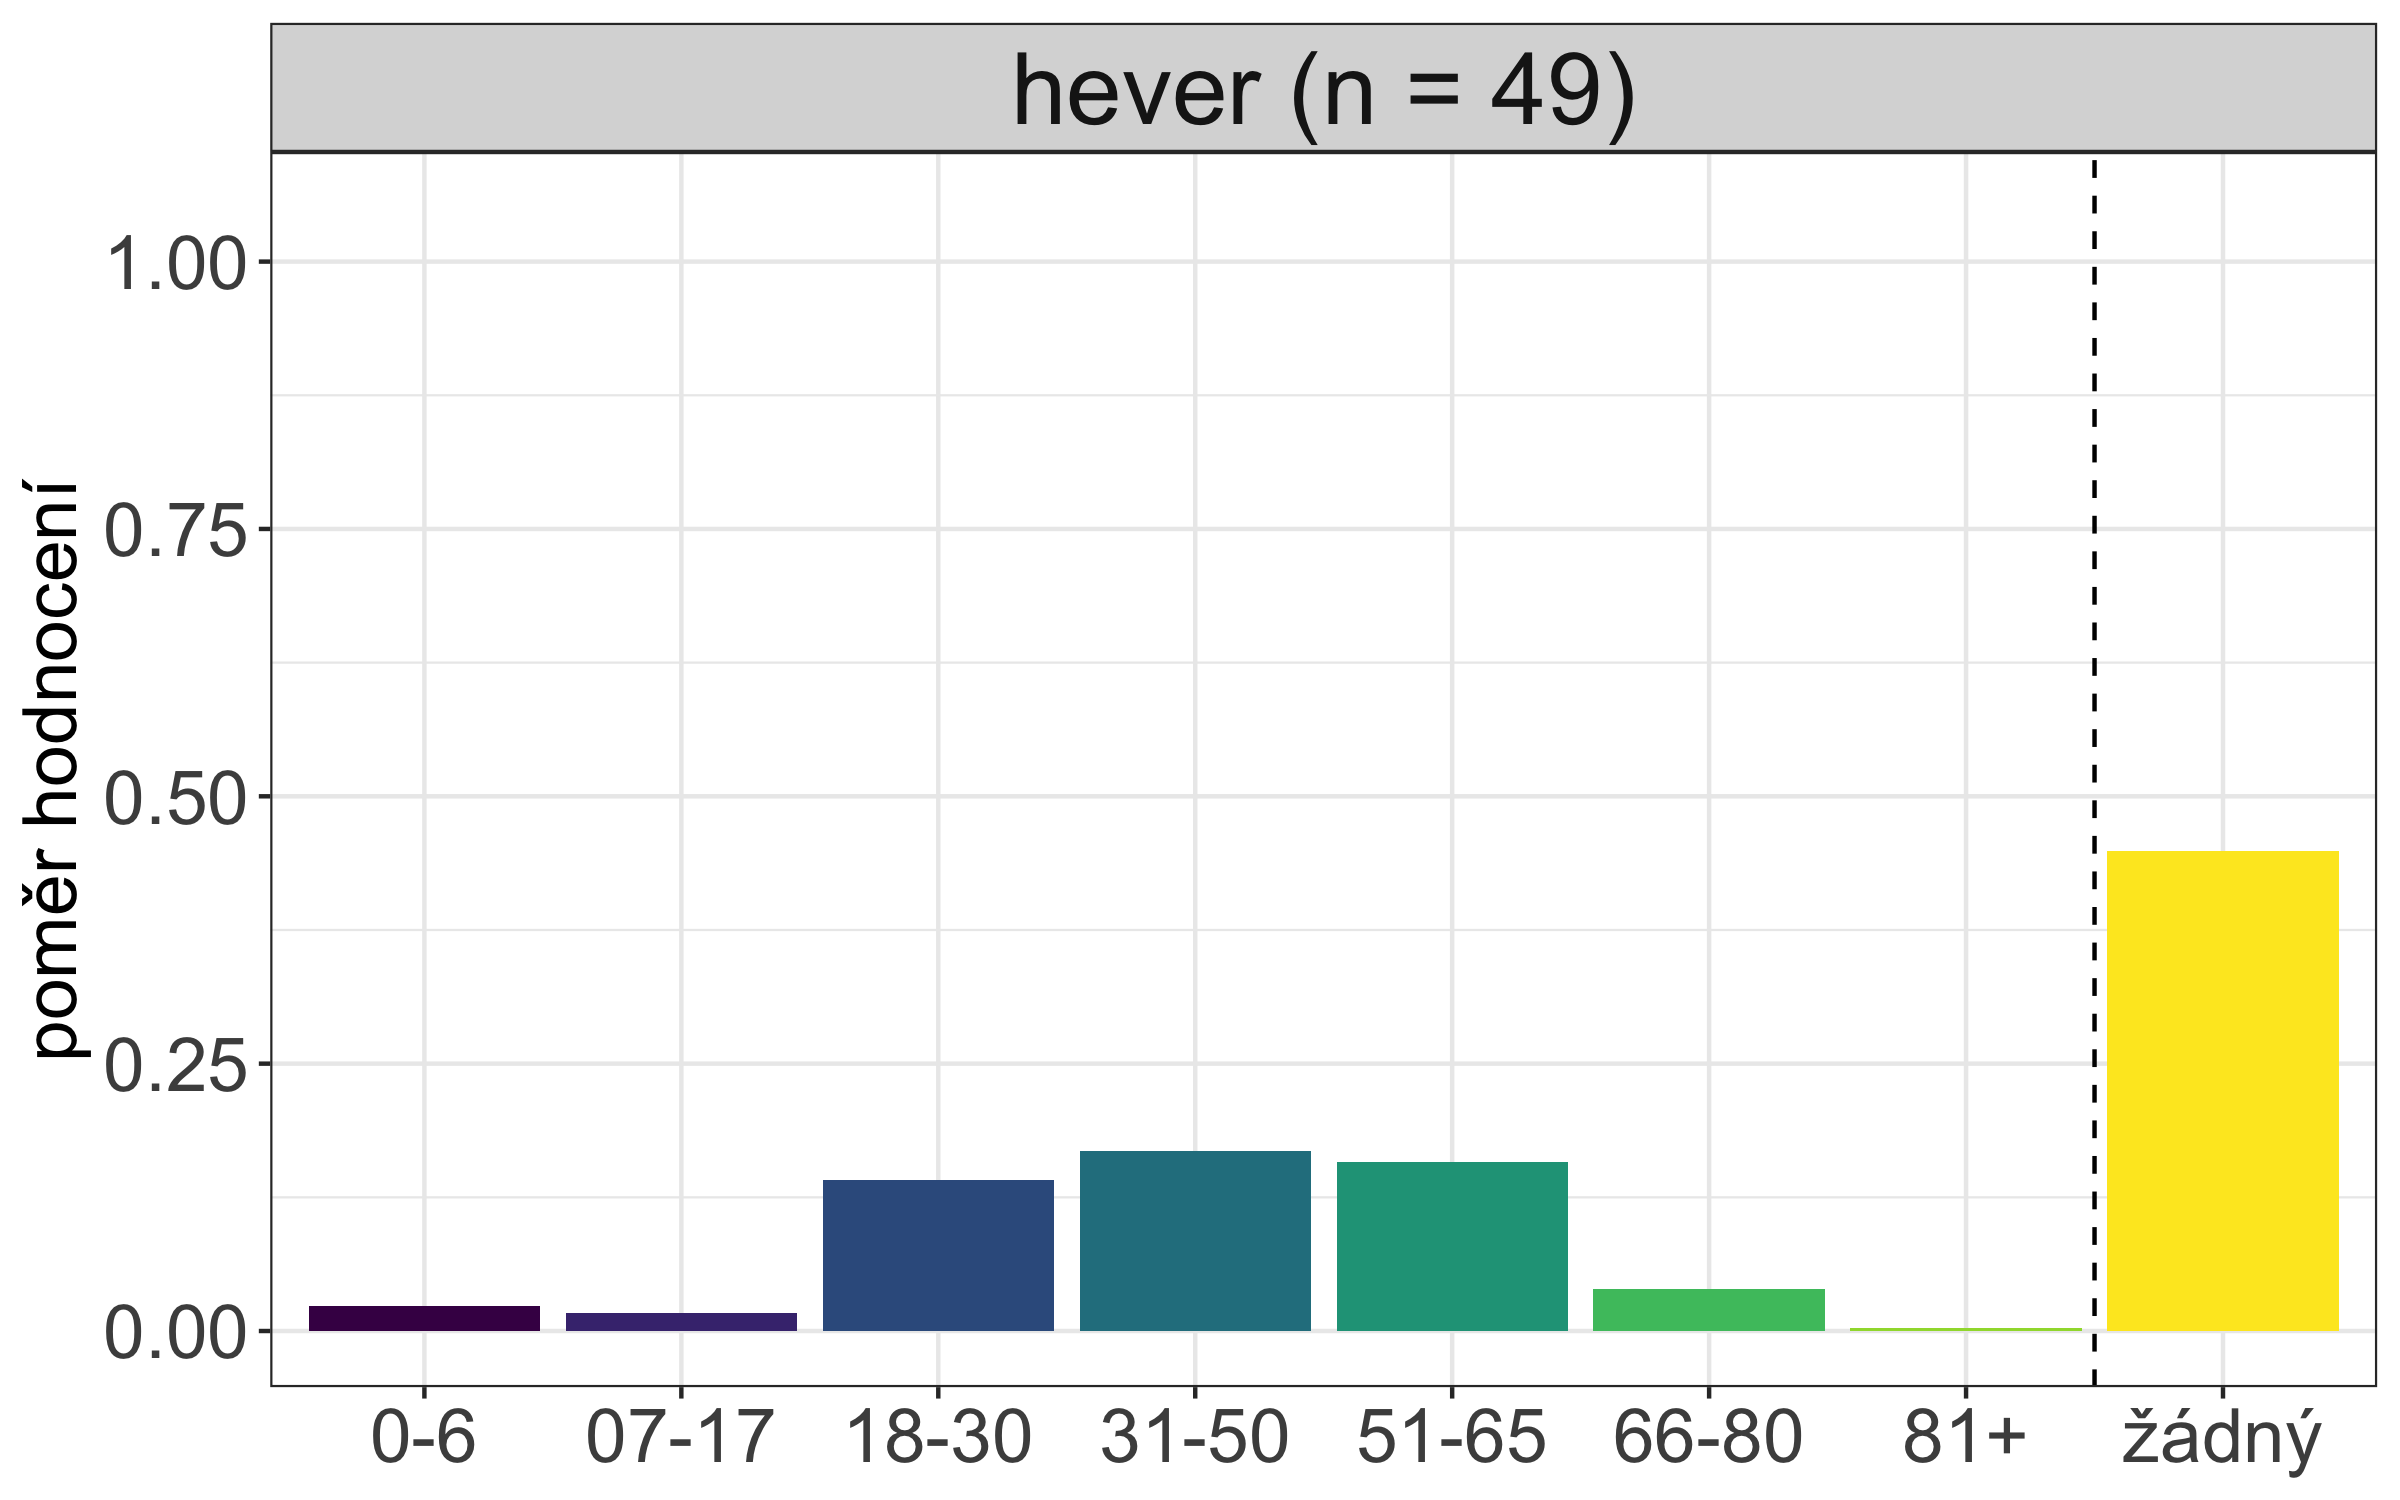 hever (n = 49)
poměr hodnocení
1.00
0.75
0.50
0.25
0.00
0-6 07-17 18-30 31-50 51-65 66-80 81+ žádný